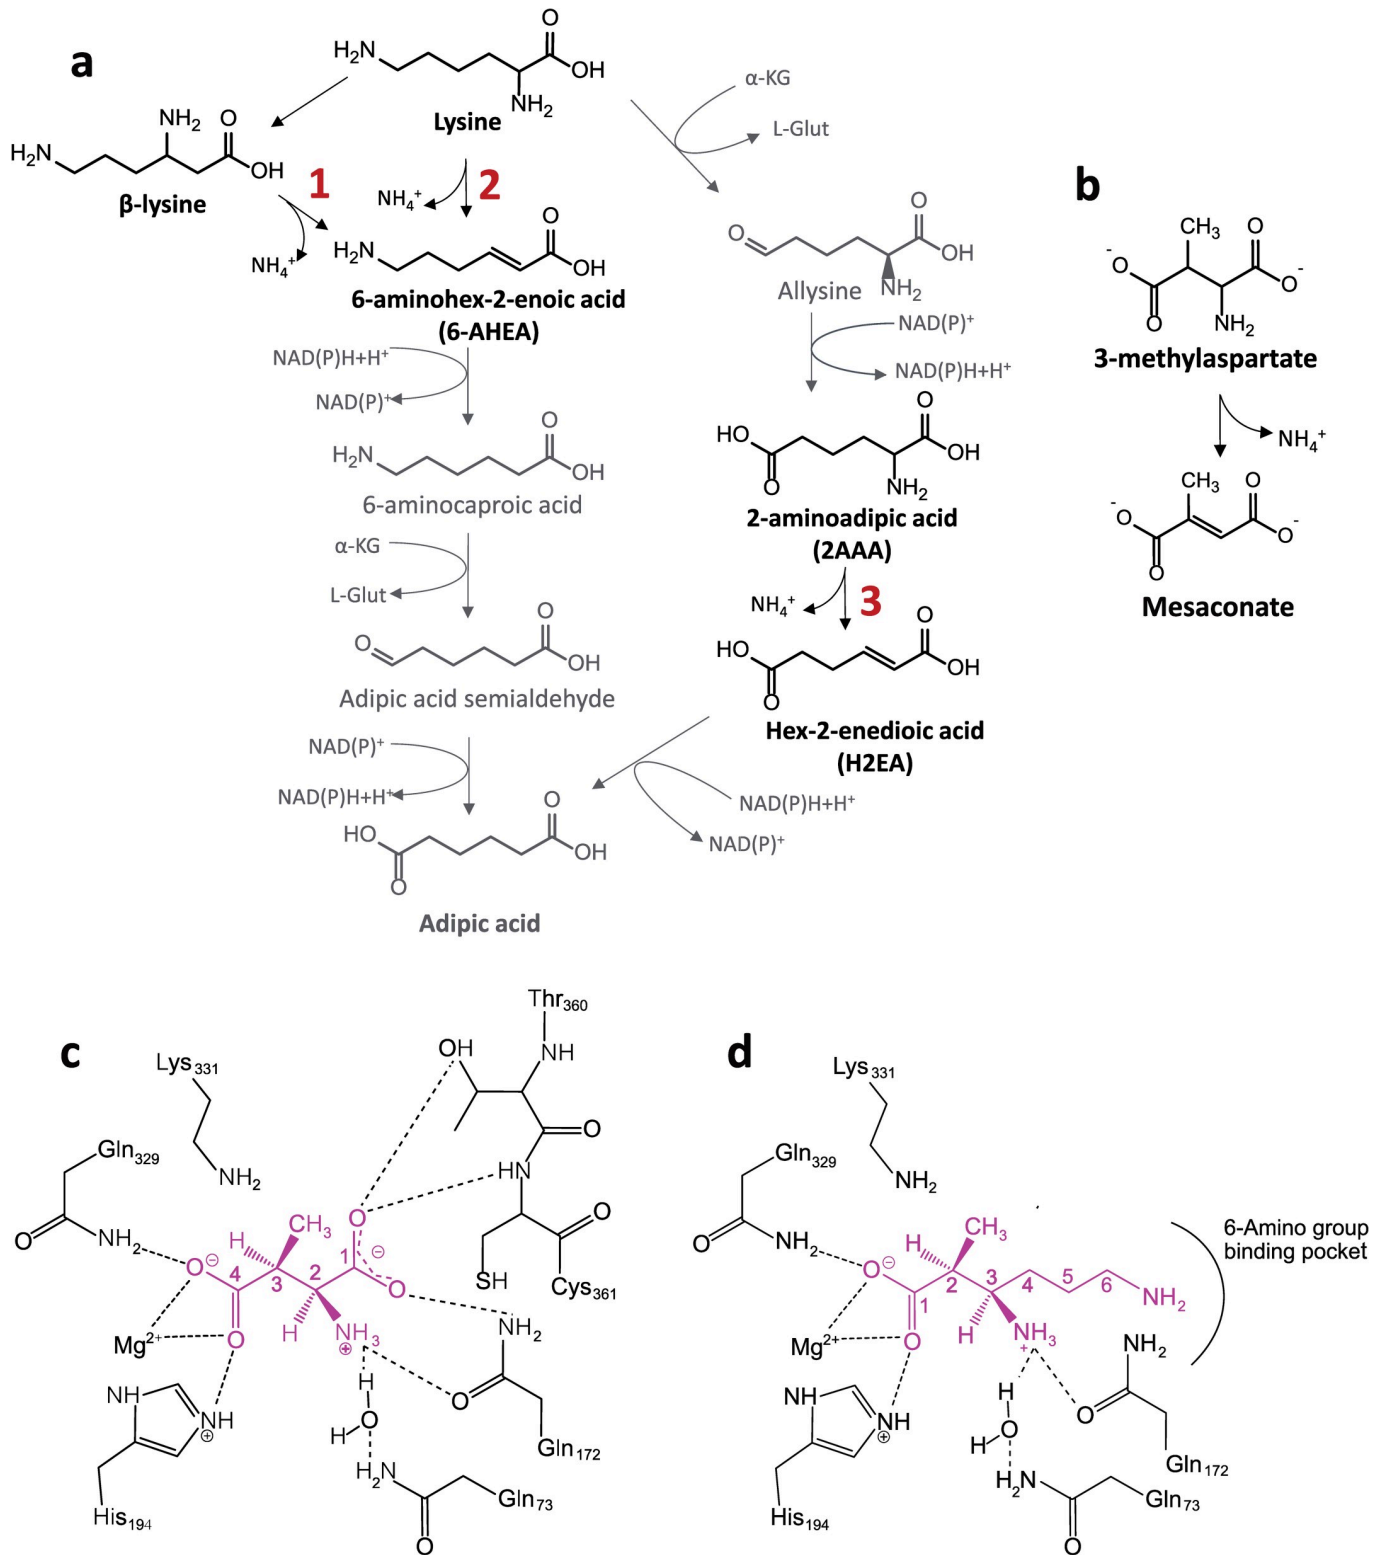 a
H₂N
O
OH
NH₂
Lysine
α-KG
L-Glut
NH₂
O
H₂N
OH
β-lysine
1
NH₄⁺
2
NH₄⁺
O
H₂N
OH
6-aminohex-2-enoic acid
(6-AHEA)
O
O
OH
NH₂
Allysine
NAD(P)H+H⁺
NAD(P)⁺
NAD(P)⁺
NAD(P)H+H⁺
O
H₂N
OH
6-aminocaproic acid
O
HO
OH
O
NH₂
2-aminoadipic acid
(2AAA)
α-KG
L-Glut
NH₄⁺
3
O
O
OH
Adipic acid semialdehyde
O
HO
OH
O
Hex-2-enedioic acid
(H2EA)
NAD(P)⁺
NAD(P)H+H⁺
NAD(P)H+H⁺
NAD(P)⁺
O
HO
OH
O
Adipic acid
b
CH₃
O
O⁻
⁻O
O
NH₂
3-methylaspartate
NH₄⁺
CH₃
O
⁻O
O⁻
O
Mesaconate
c
Thr₃₆₀
OH
NH
O
HN
O
SH
Cys₃₆₁
Lys₃₃₁
NH₂
Gln₃₂₉
O
NH₂
CH₃
H
O
⊖
1
⊖
O
4
3
2
O
O
H
NH₃
⊕
Mg²⁺
NH₂
H
O
H
O
Gln₁₇₂
NH
NH
⊕
His₁₉₄
H₂N
Gln₇₃
O
d
Lys₃₃₁
NH₂
Gln₃₂₉
O
NH₂
6-Amino group
binding pocket
CH₃
H
O
⊖
1
2
3
4
5
6
NH₂
O
H
NH₃
+
Mg²⁺
NH₂
H
O
H
O
Gln₁₇₂
NH
NH
⊕
His₁₉₄
H₂N
Gln₇₃
O